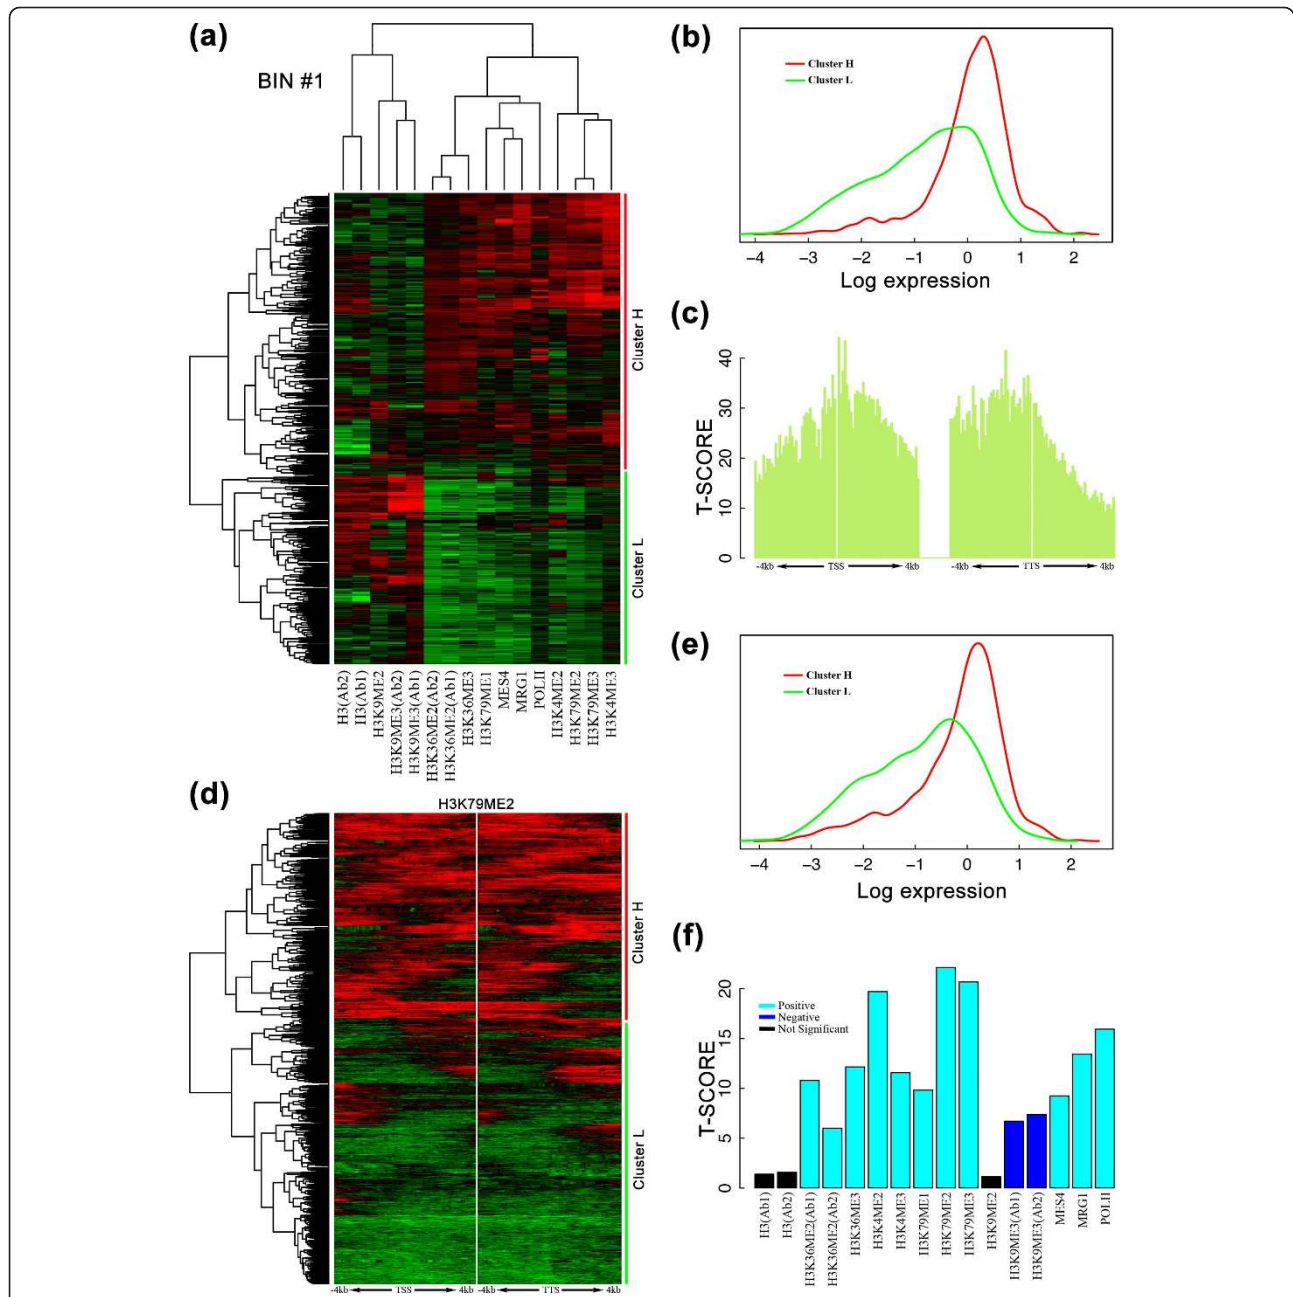 (a)
BIN #1
Cluster H
Cluster L
H3(Ab2)
H3(Ab1)
H3K9ME2
H3K9ME3(Ab2)
H3K9ME3(Ab1)
H3K36ME2(Ab2)
H3K36ME2(Ab1)
H3K36ME3
H3K79ME1
MES4
MRG1
POLII
H3K4ME2
H3K79ME2
H3K79ME3
H3K4ME3
(b)
Cluster H
Cluster L
−4 −3 −2 −1 0 1 2
Log expression
(c)
T-SCORE
40
30
20
10
0
-4kb TSS 4kb -4kb TTS 4kb
(d)
H3K79ME2
Cluster H
Cluster L
-4kb TSS 4kb -4kb TTS 4kb
(e)
Cluster H
Cluster L
−4 −3 −2 −1 0 1 2
Log expression
(f)
T-SCORE
20
15
10
5
0
Positive
Negative
Not Significant
H3(Ab1)
H3(Ab2)
H3K36ME2(Ab1)
H3K36ME2(Ab2)
H3K36ME3
H3K4ME2
H3K4ME3
H3K79ME1
H3K79ME2
H3K79ME3
H3K9ME2
H3K9ME3(Ab1)
H3K9ME3(Ab2)
MES4
MRG1
POLII